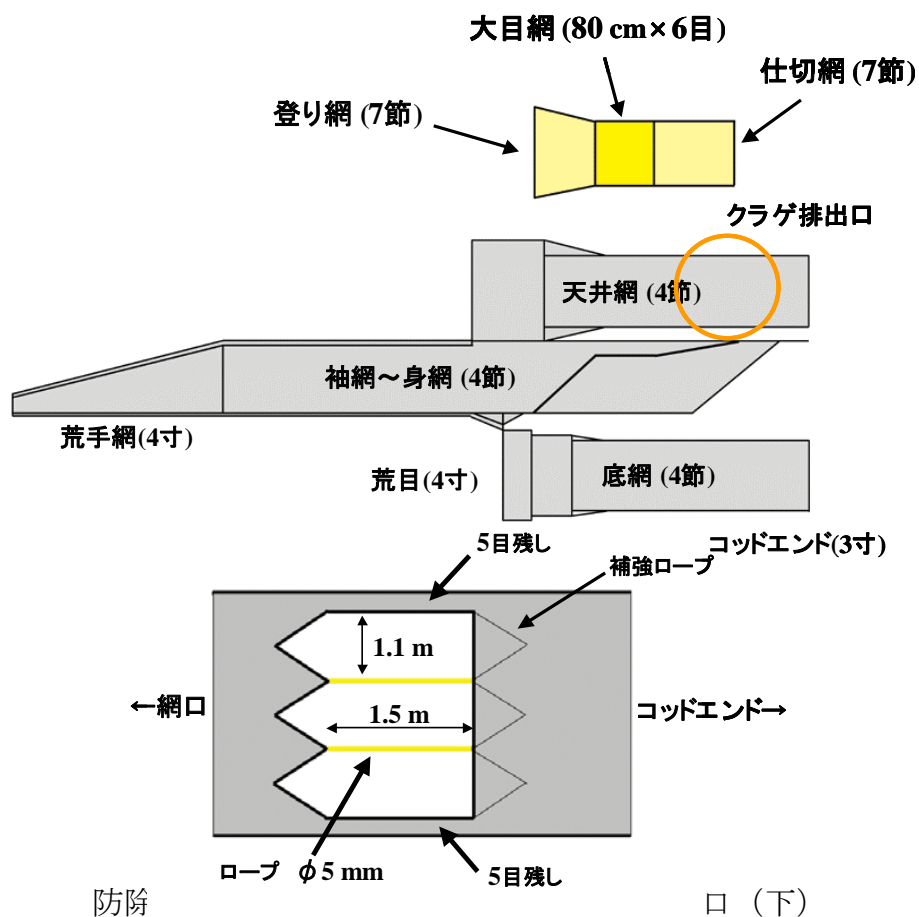 大目網 (80 cm×6目)
仕切網 (7節)
登り網 (7節)
クラゲ排出口
天井網 (4節)
袖網～身網 (4節)
荒手網(4寸)
荒目(4寸)
底網 (4節)
コッドエンド(3寸)
5目残し
補強ロープ
1.1 m
←網口
1.5 m
コッドエンド→
ロープ φ5 mm
5目残し
防除
口（下）